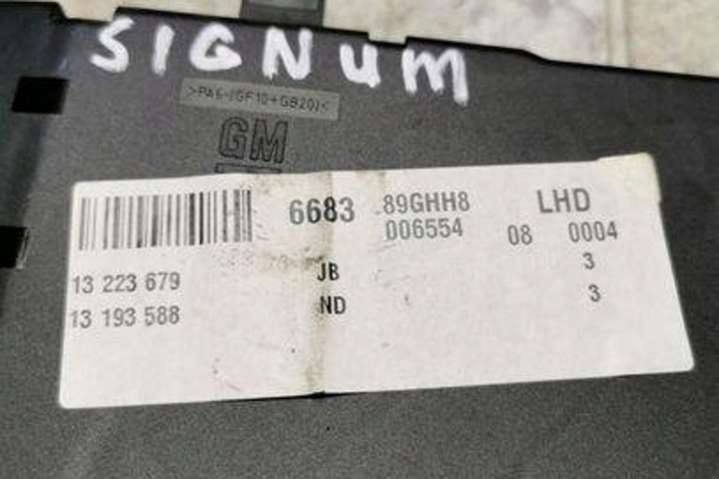 SIGNUM
>PA6-(GF10+GB20)<
GM
6683 89GHH8 LHD
006554 08 0004
13 223 679 JB 3
13 193 588 ND 3